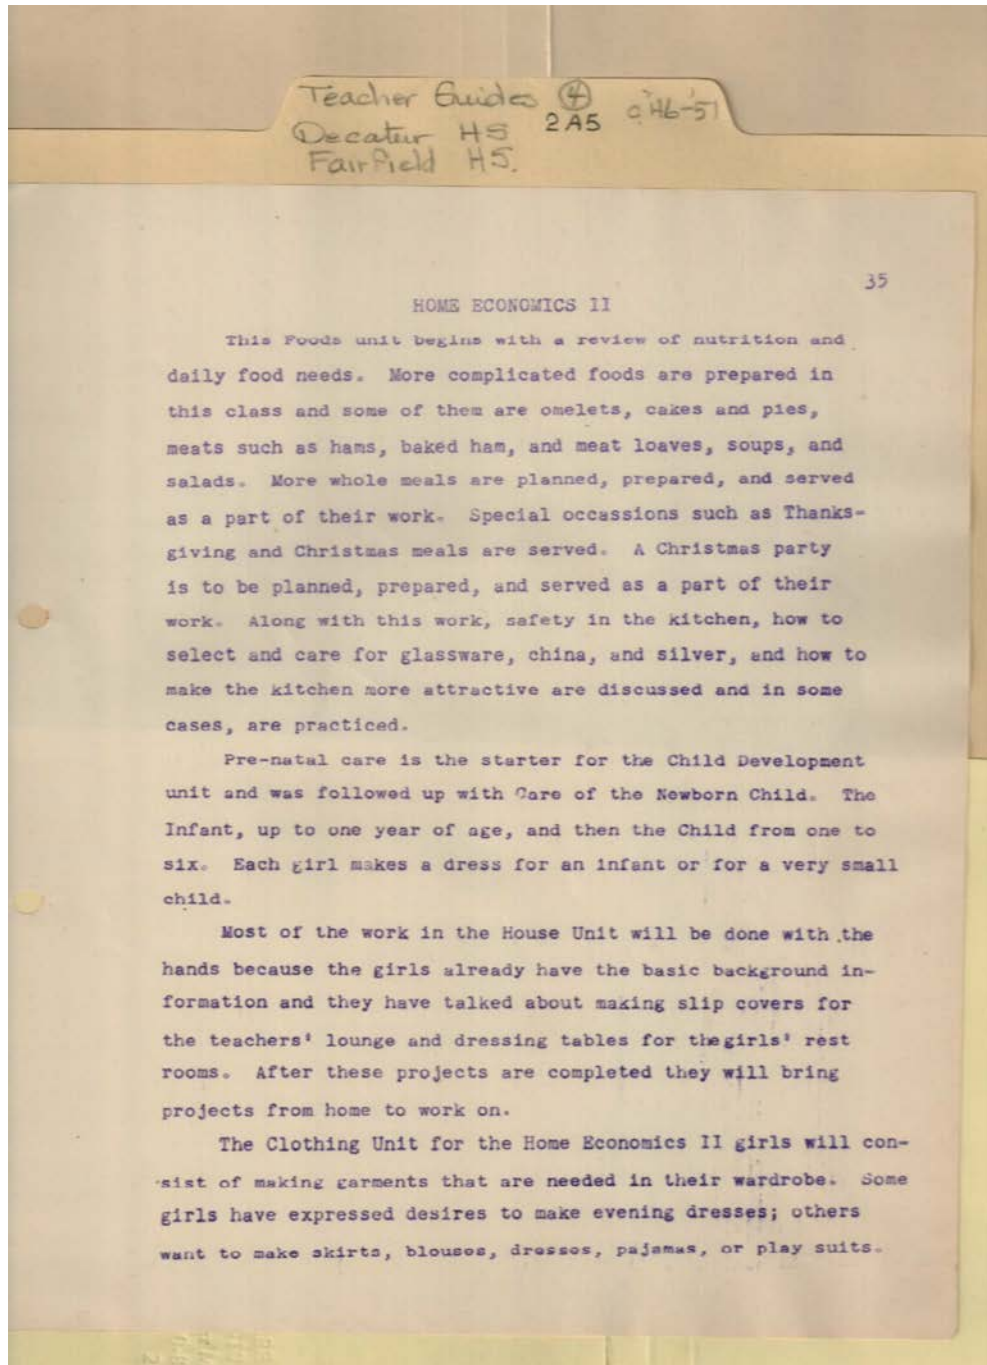 Teacher Guides ④ c'46-'51
Decatur HS 2A5
Fairfield HS.
35
HOME ECONOMICS II
This Foods unit begins with a review of nutrition and
daily food needs. More complicated foods are prepared in
this class and some of them are omelets, cakes and pies,
meats such as hams, baked ham, and meat loaves, soups, and
salads. More whole meals are planned, prepared, and served
as a part of their work. Special occassions such as Thanks-
giving and Christmas meals are served. A Christmas party
is to be planned, prepared, and served as a part of their
work. Along with this work, safety in the kitchen, how to
select and care for glassware, china, and silver, and how to
make the kitchen more attractive are discussed and in some
cases, are practiced.
Pre-natal care is the starter for the Child Development
unit and was followed up with Care of the Newborn Child. The
Infant, up to one year of age, and then the Child from one to
six. Each girl makes a dress for an infant or for a very small
child.
Most of the work in the House Unit will be done with the
hands because the girls already have the basic background in-
formation and they have talked about making slip covers for
the teachers' lounge and dressing tables for thegirls' rest
rooms. After these projects are completed they will bring
projects from home to work on.
The Clothing Unit for the Home Economics II girls will con-
sist of making garments that are needed in their wardrobe. Some
girls have expressed desires to make evening dresses; others
want to make skirts, blouses, dresses, pajamas, or play suits.